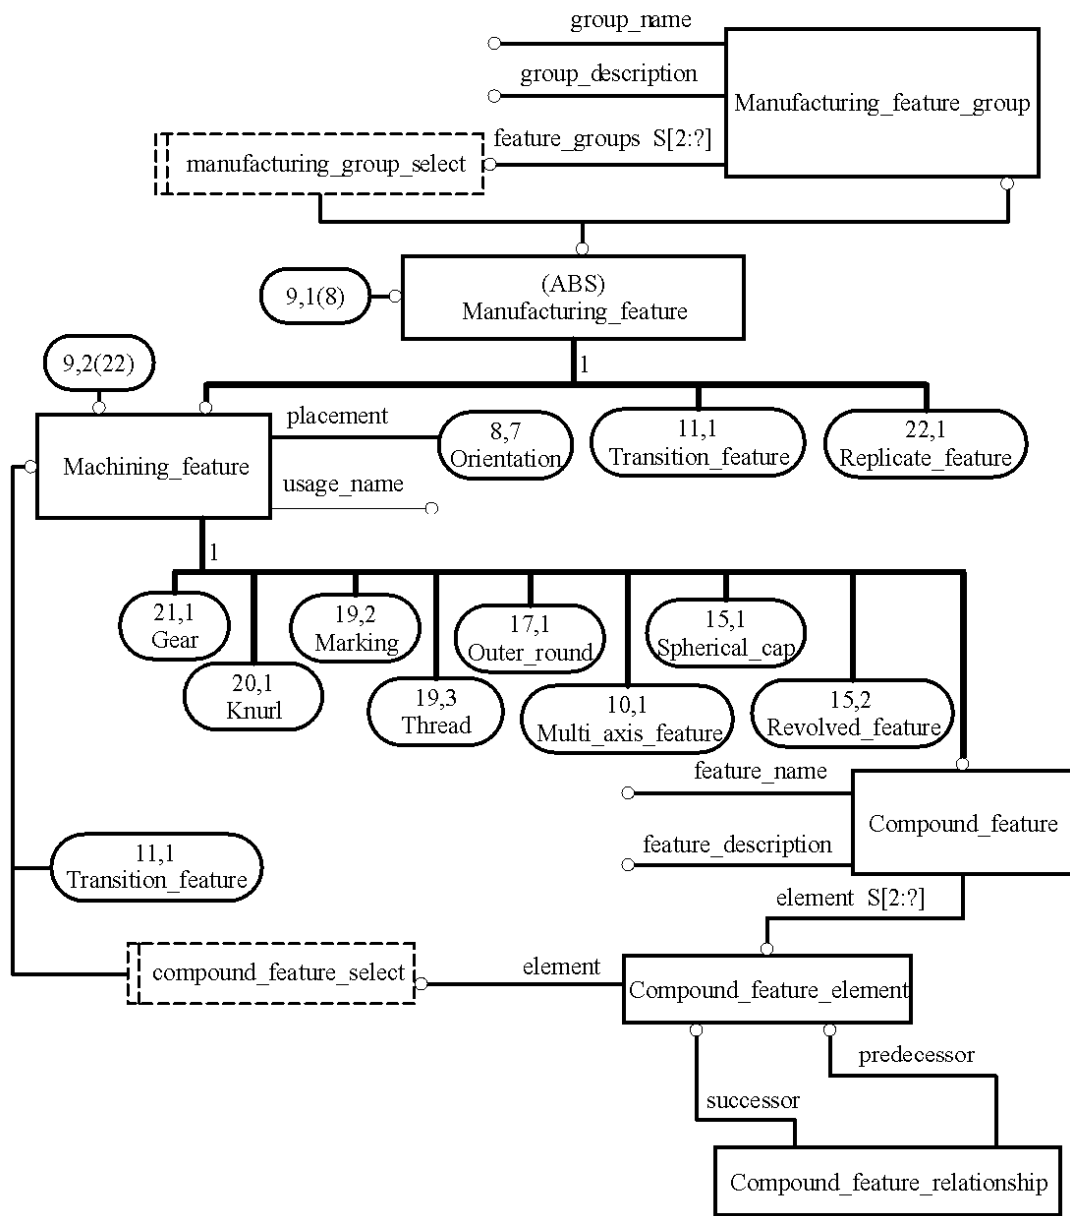 group_name
group_description
Manufacturing_feature_group
feature_groups S[2:?]
manufacturing_group_select
9,1(8)
(ABS)
Manufacturing_feature
1
9,2(22)
placement
Machining_feature
usage_name
8,7
Orientation
11,1
Transition_feature
22,1
Replicate_feature
1
21,1
Gear
20,1
Knurl
19,2
Marking
19,3
Thread
17,1
Outer_round
10,1
Multi_axis_feature
15,1
Spherical_cap
15,2
Revolved_feature
feature_name
Compound_feature
feature_description
11,1
Transition_feature
element S[2:?]
compound_feature_select
element
Compound_feature_element
predecessor
successor
Compound_feature_relationship